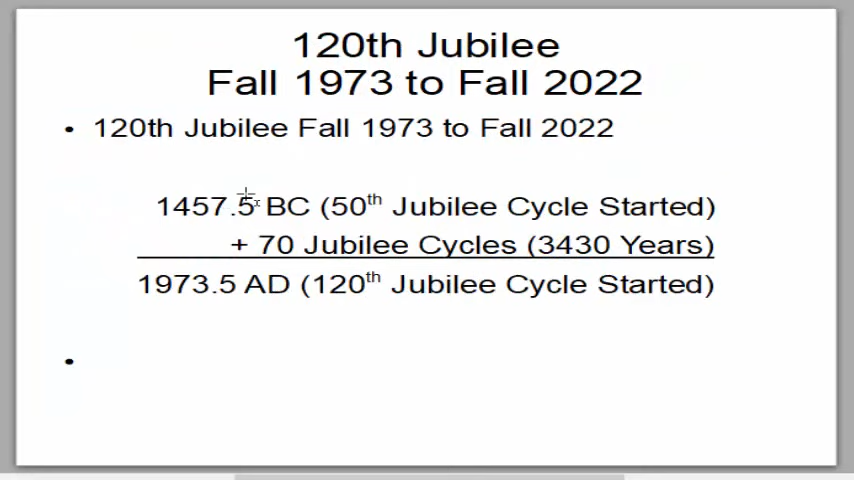 120th Jubilee
Fall 1973 to Fall 2022
• 120th Jubilee Fall 1973 to Fall 2022
1457.5 BC (50th Jubilee Cycle Started)
+ 70 Jubilee Cycles (3430 Years)
1973.5 AD (120th Jubilee Cycle Started)
•